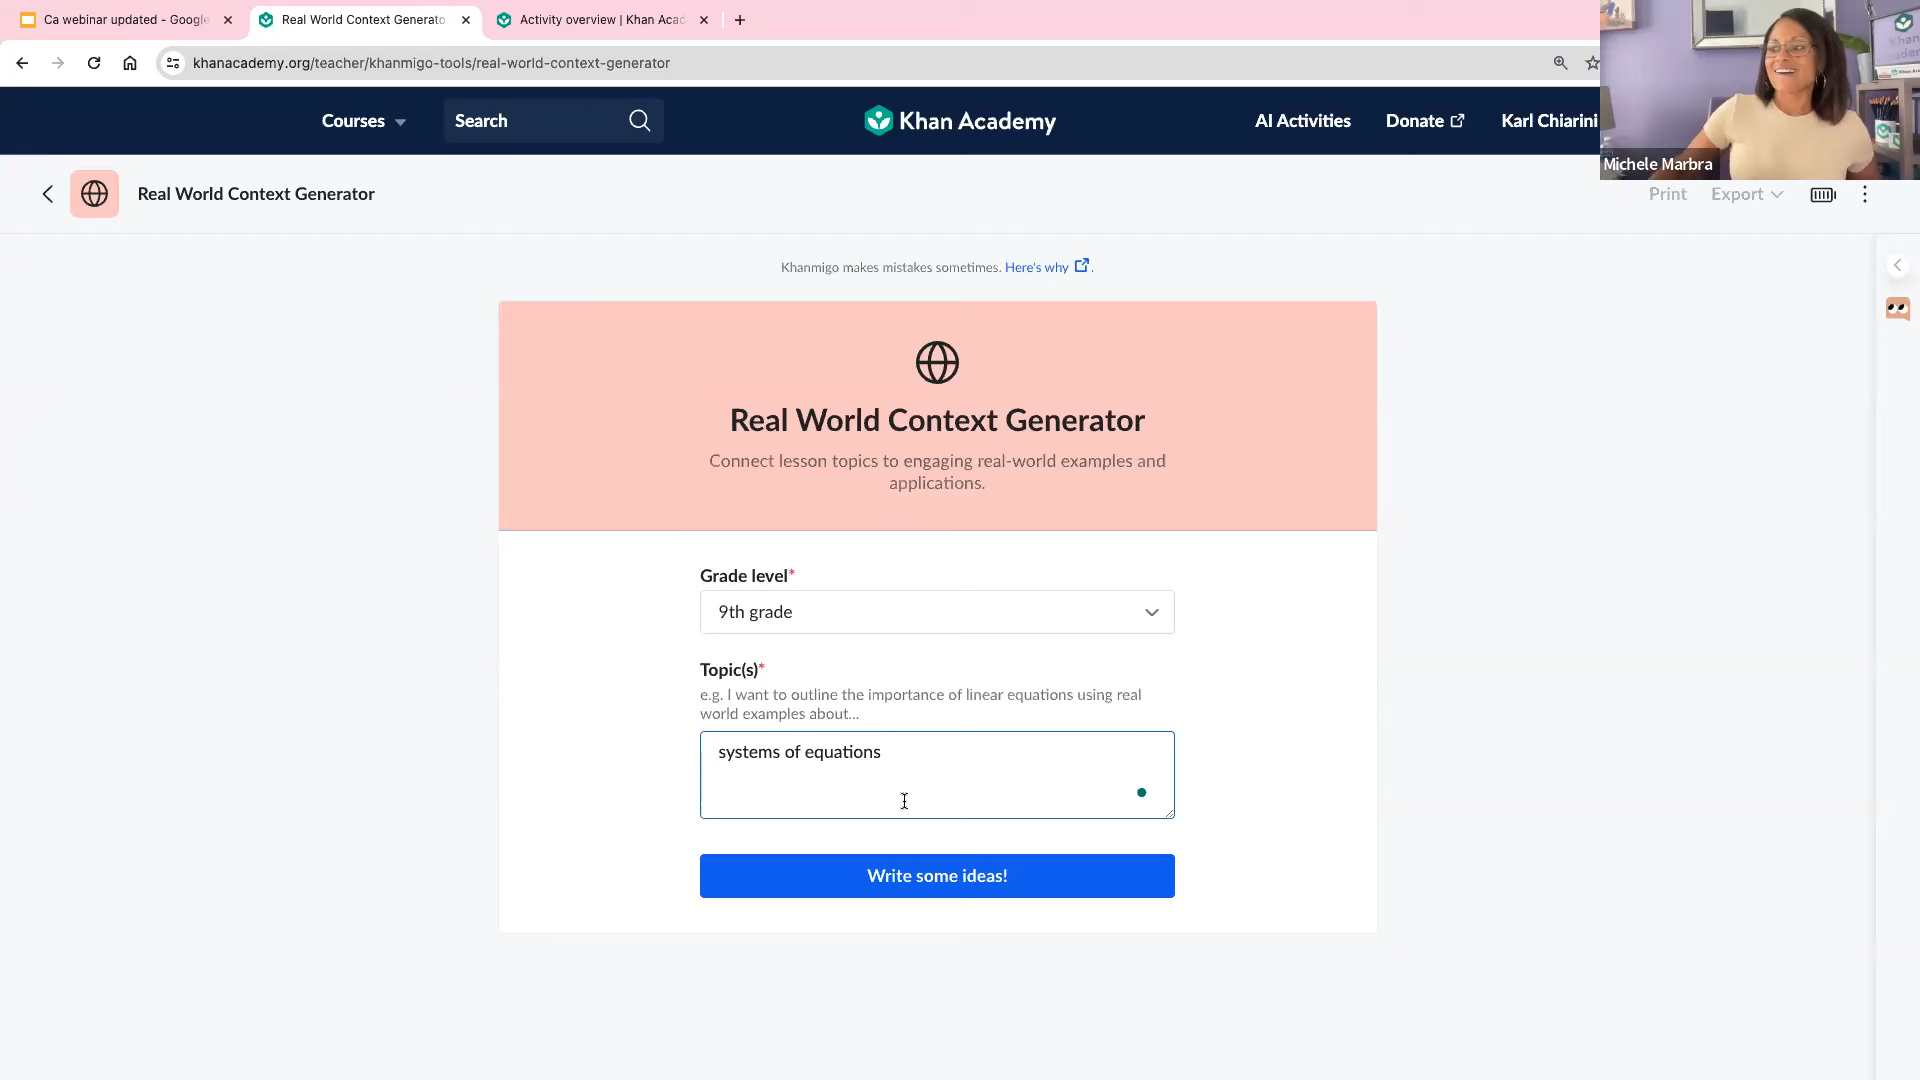 Ca webinar updated - Google
Real World Context Generato
Activity overview | Khan Acad
khanacademy.org/teacher/khanmigo-tools/real-world-context-generator
Courses
Search
Khan Academy
AI Activities
Donate
Karl Chiarini
Michele Marbra
Real World Context Generator
Print
Export
Khanmigo makes mistakes sometimes. Here's why .
Real World Context Generator
Connect lesson topics to engaging real-world examples and
applications.
Grade level*
9th grade
Topic(s)*
e.g. I want to outline the importance of linear equations using real
world examples about...
systems of equations
Write some ideas!